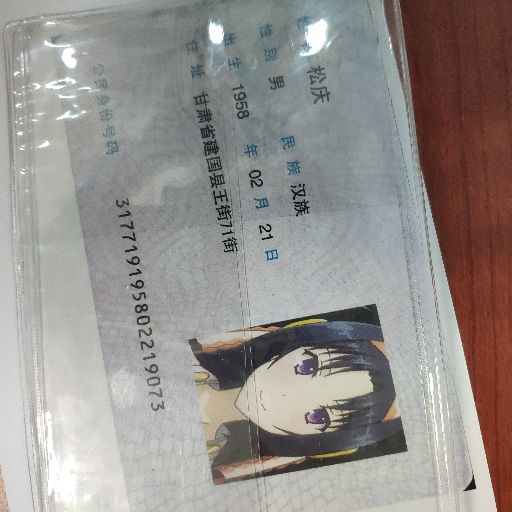 姓名 松庆
性别 男 民族 汉族
出生 1958 年 02 月 21 日
住址 甘肃省建国县王街71街
公民身份号码 317719195802219073